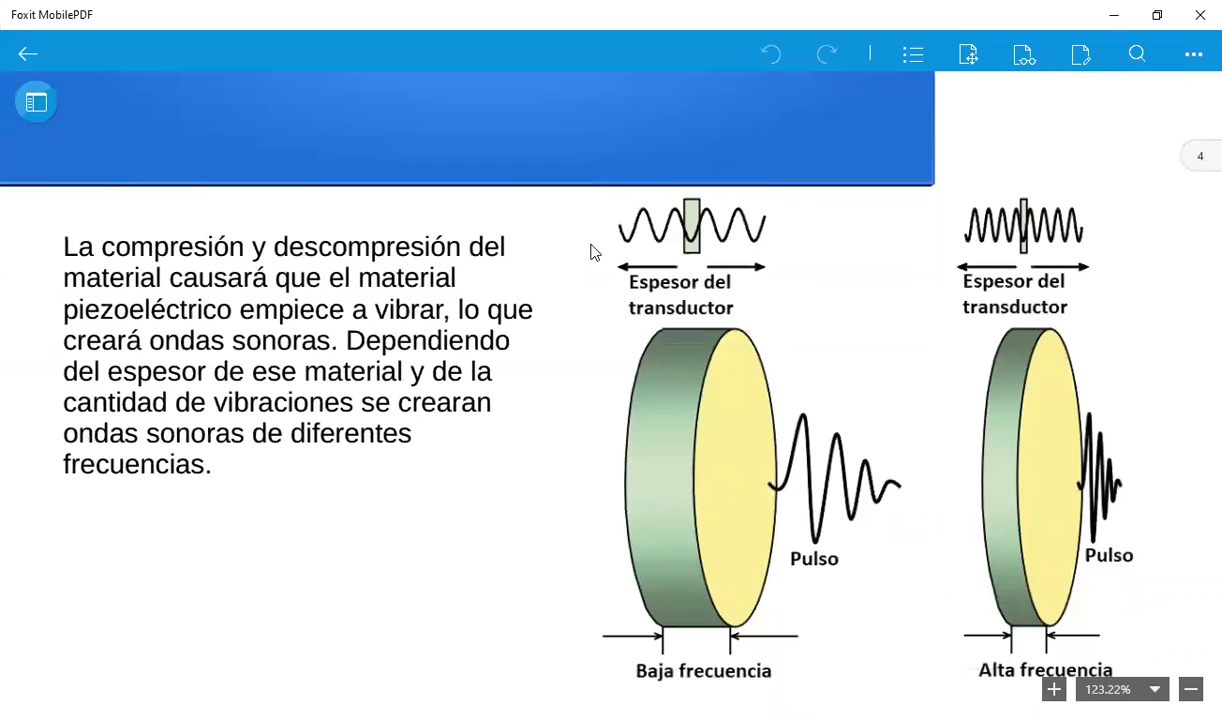 Foxit MobilePDF
4
La compresión y descompresión del
material causará que el material
piezoeléctrico empiece a vibrar, lo que
creará ondas sonoras. Dependiendo
del espesor de ese material y de la
cantidad de vibraciones se crearan
ondas sonoras de diferentes
frecuencias.
Espesor del
transductor
Pulso
Baja frecuencia
Espesor del
transductor
Pulso
Alta frecuencia
123.22%